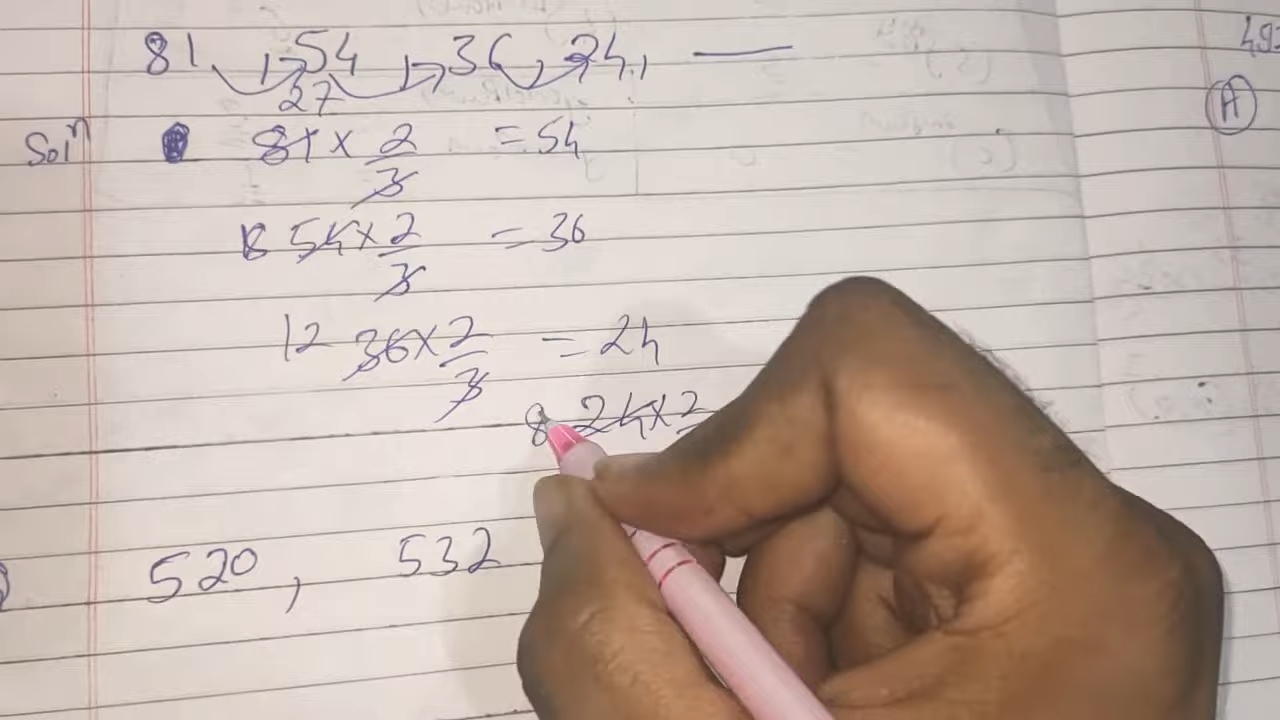 81, 54, 36, 24, —
27
Solⁿ 81 × 2/3 = 54
18 54 × 2/3 = 36
12 36 × 2/3 = 24
8 24 × 2
520, 532
49
A